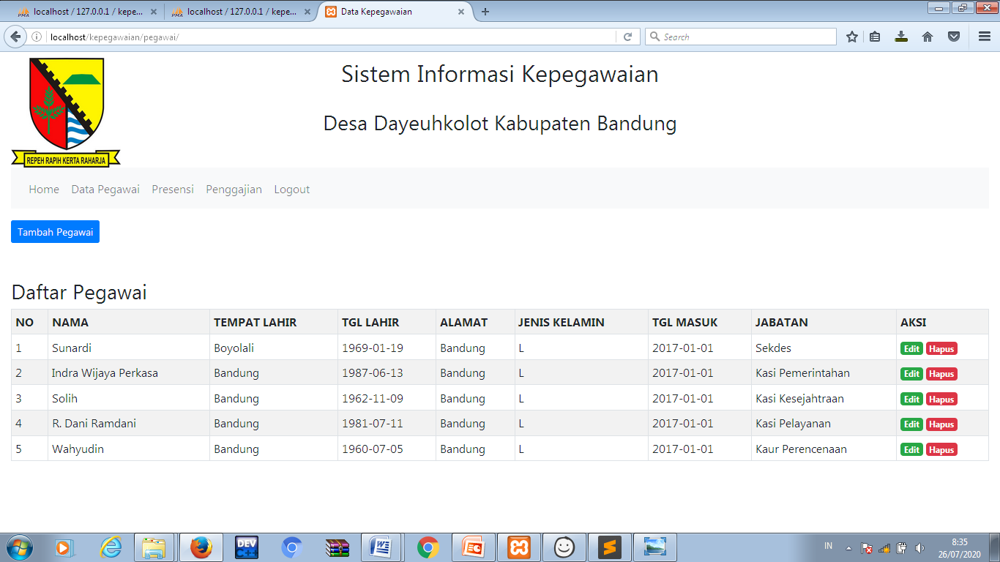 localhost / 127.0.0.1 / kepe... localhost / 127.0.0.1 / kepe... Data Kepegawaian
localhost/kepegawaian/pegawai/ Search
Sistem Informasi Kepegawaian
Desa Dayeuhkolot Kabupaten Bandung
REPEH RAPIH KERTA RAHARJA
Home Data Pegawai Presensi Penggajian Logout
Tambah Pegawai
Daftar Pegawai
NO NAMA TEMPAT LAHIR TGL LAHIR ALAMAT JENIS KELAMIN TGL MASUK JABATAN AKSI
1 Sunardi Boyolali 1969-01-19 Bandung L 2017-01-01 Sekdes Edit Hapus
2 Indra Wijaya Perkasa Bandung 1987-06-13 Bandung L 2017-01-01 Kasi Pemerintahan Edit Hapus
3 Solih Bandung 1962-11-09 Bandung L 2017-01-01 Kasi Kesejahtraan Edit Hapus
4 R. Dani Ramdani Bandung 1981-07-11 Bandung L 2017-01-01 Kasi Pelayanan Edit Hapus
5 Wahyudin Bandung 1960-07-05 Bandung L 2017-01-01 Kaur Perencenaan Edit Hapus
DEV C++
IN 8:35
26/07/2020